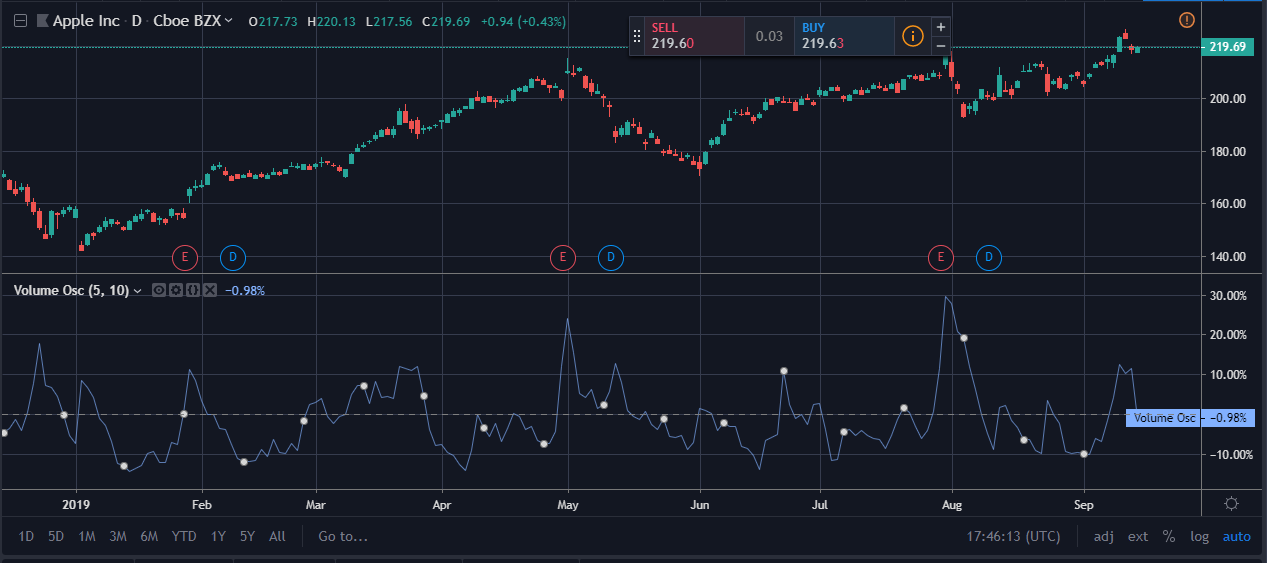 Apple Inc · D · Cboe BZX O217.73 H220.13 L217.56 C219.69 +0.94 (+0.43%)
SELL
219.60
0.03
BUY
219.63
219.69
200.00
180.00
160.00
140.00
E D E D E D
Volume Osc (5, 10) −0.98%
30.00%
20.00%
10.00%
Volume Osc −0.98%
−10.00%
2019 Feb Mar Apr May Jun Jul Aug Sep
1D 5D 1M 3M 6M YTD 1Y 5Y All Go to... 17:46:13 (UTC) adj ext % log auto